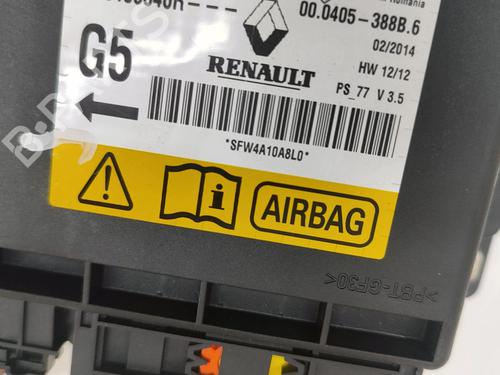 Romania
00.0405-388B.6
02/2014
G5
RENAULT
HW 12/12
PS_77 V 3.5
*SFW4A10A8L0*
AIRBAG
>PBT-GF30<